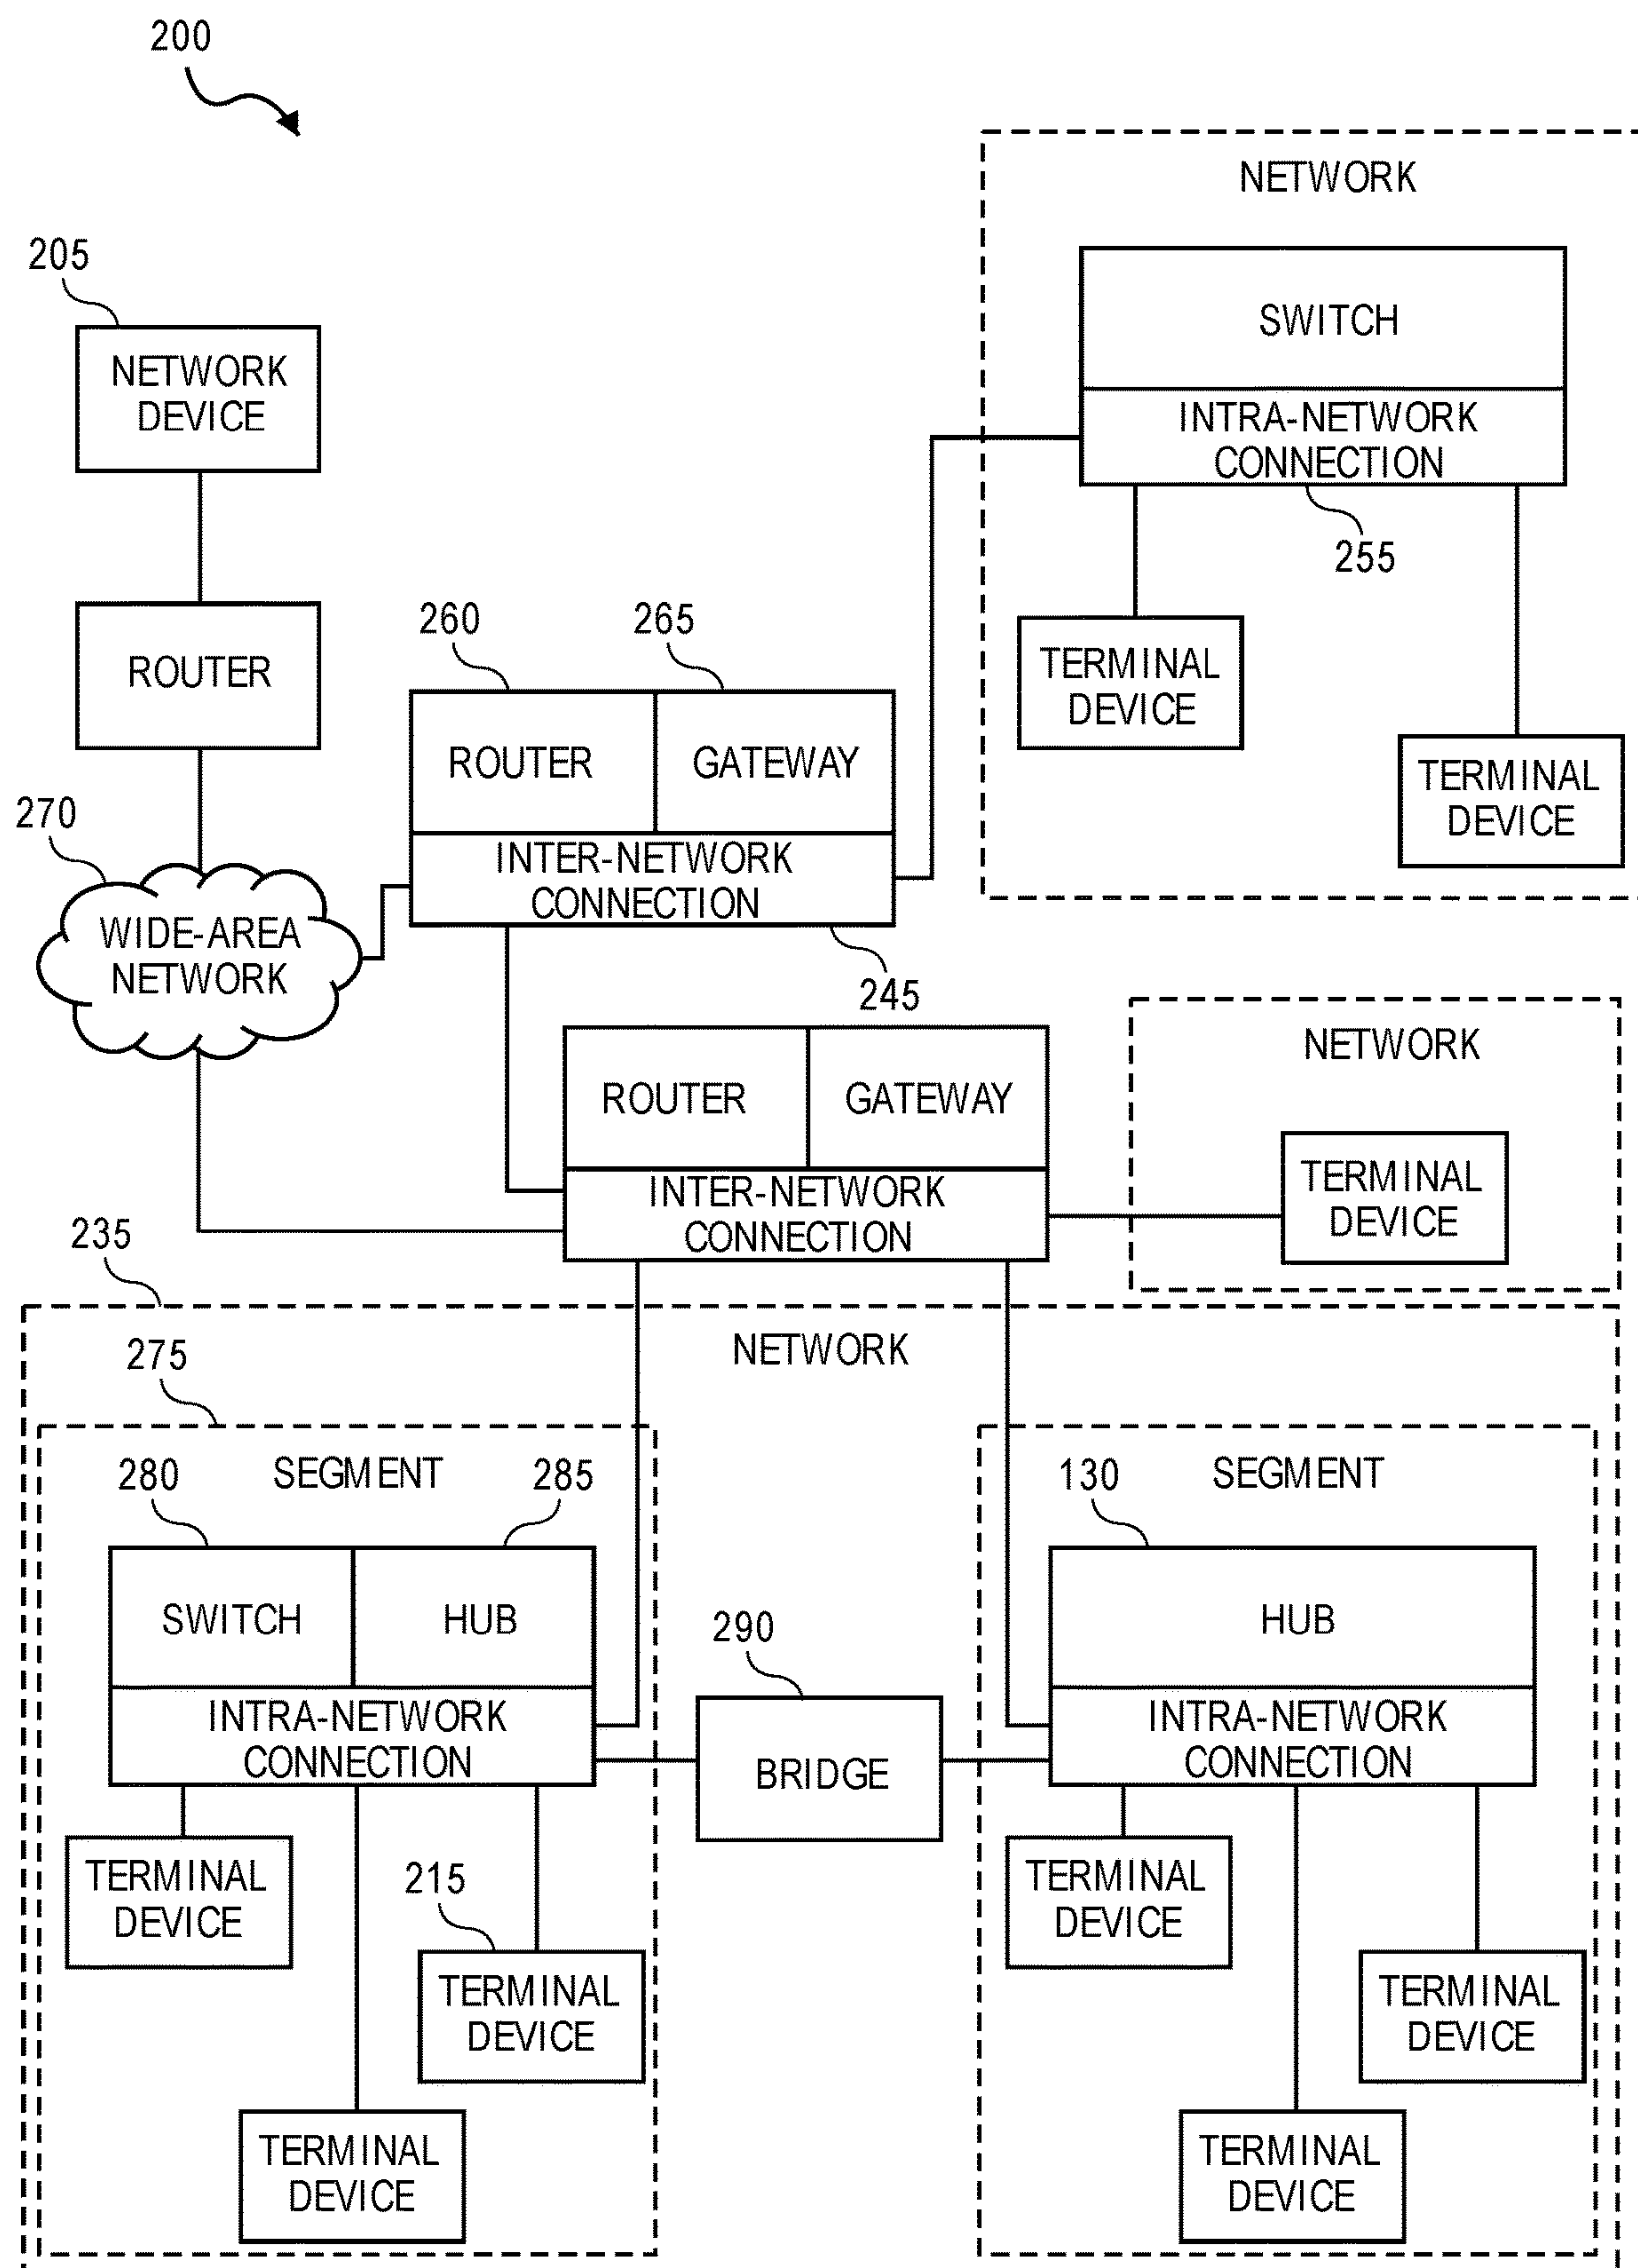 200
NETWORK
205
SWITCH
NETWORK
DEVICE
INTRA-NETWORK
CONNECTION
255
260
265
ROUTER
TERMINAL
DEVICE
ROUTER
GATEWAY
TERMINAL
DEVICE
270
INTER-NETWORK
CONNECTION
WIDE-AREA
NETWORK
245
NETWORK
ROUTER
GATEWAY
TERMINAL
DEVICE
INTER-NETWORK
CONNECTION
235
NETWORK
275
280
SEGMENT
285
130
SEGMENT
SWITCH
HUB
290
HUB
INTRA-NETWORK
CONNECTION
BRIDGE
INTRA-NETWORK
CONNECTION
TERMINAL
DEVICE
215
TERMINAL
DEVICE
TERMINAL
DEVICE
TERMINAL
DEVICE
TERMINAL
DEVICE
TERMINAL
DEVICE